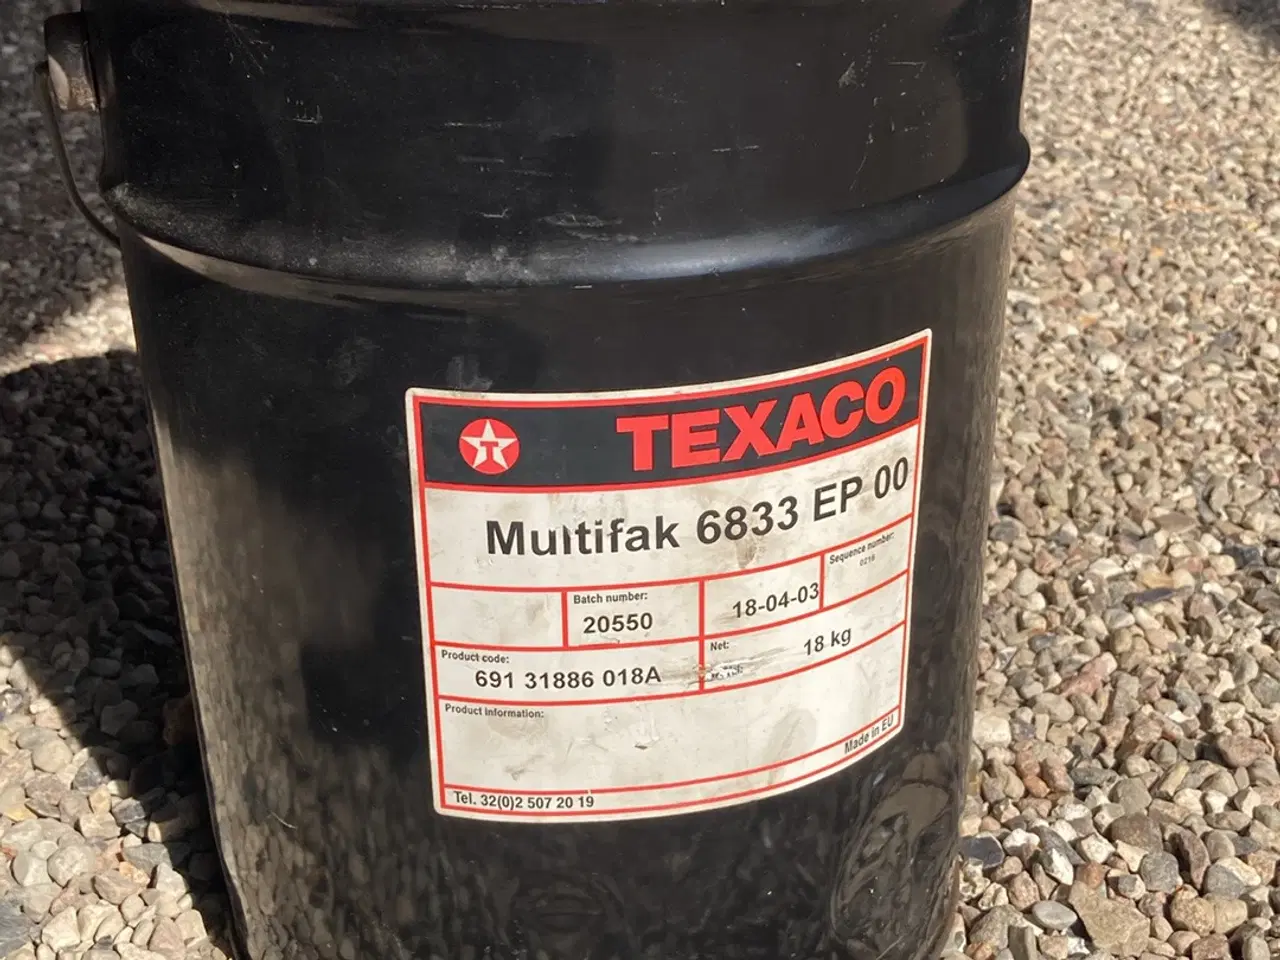 TEXACO
Multifak 6833 EP 00
Batch number:
20550
18-04-03
Sequence number:
0216
Product code:
691 31886 018A
Net:
18 kg
Product Information:
Made in EU
Tel. 32(0)2 507 20 19